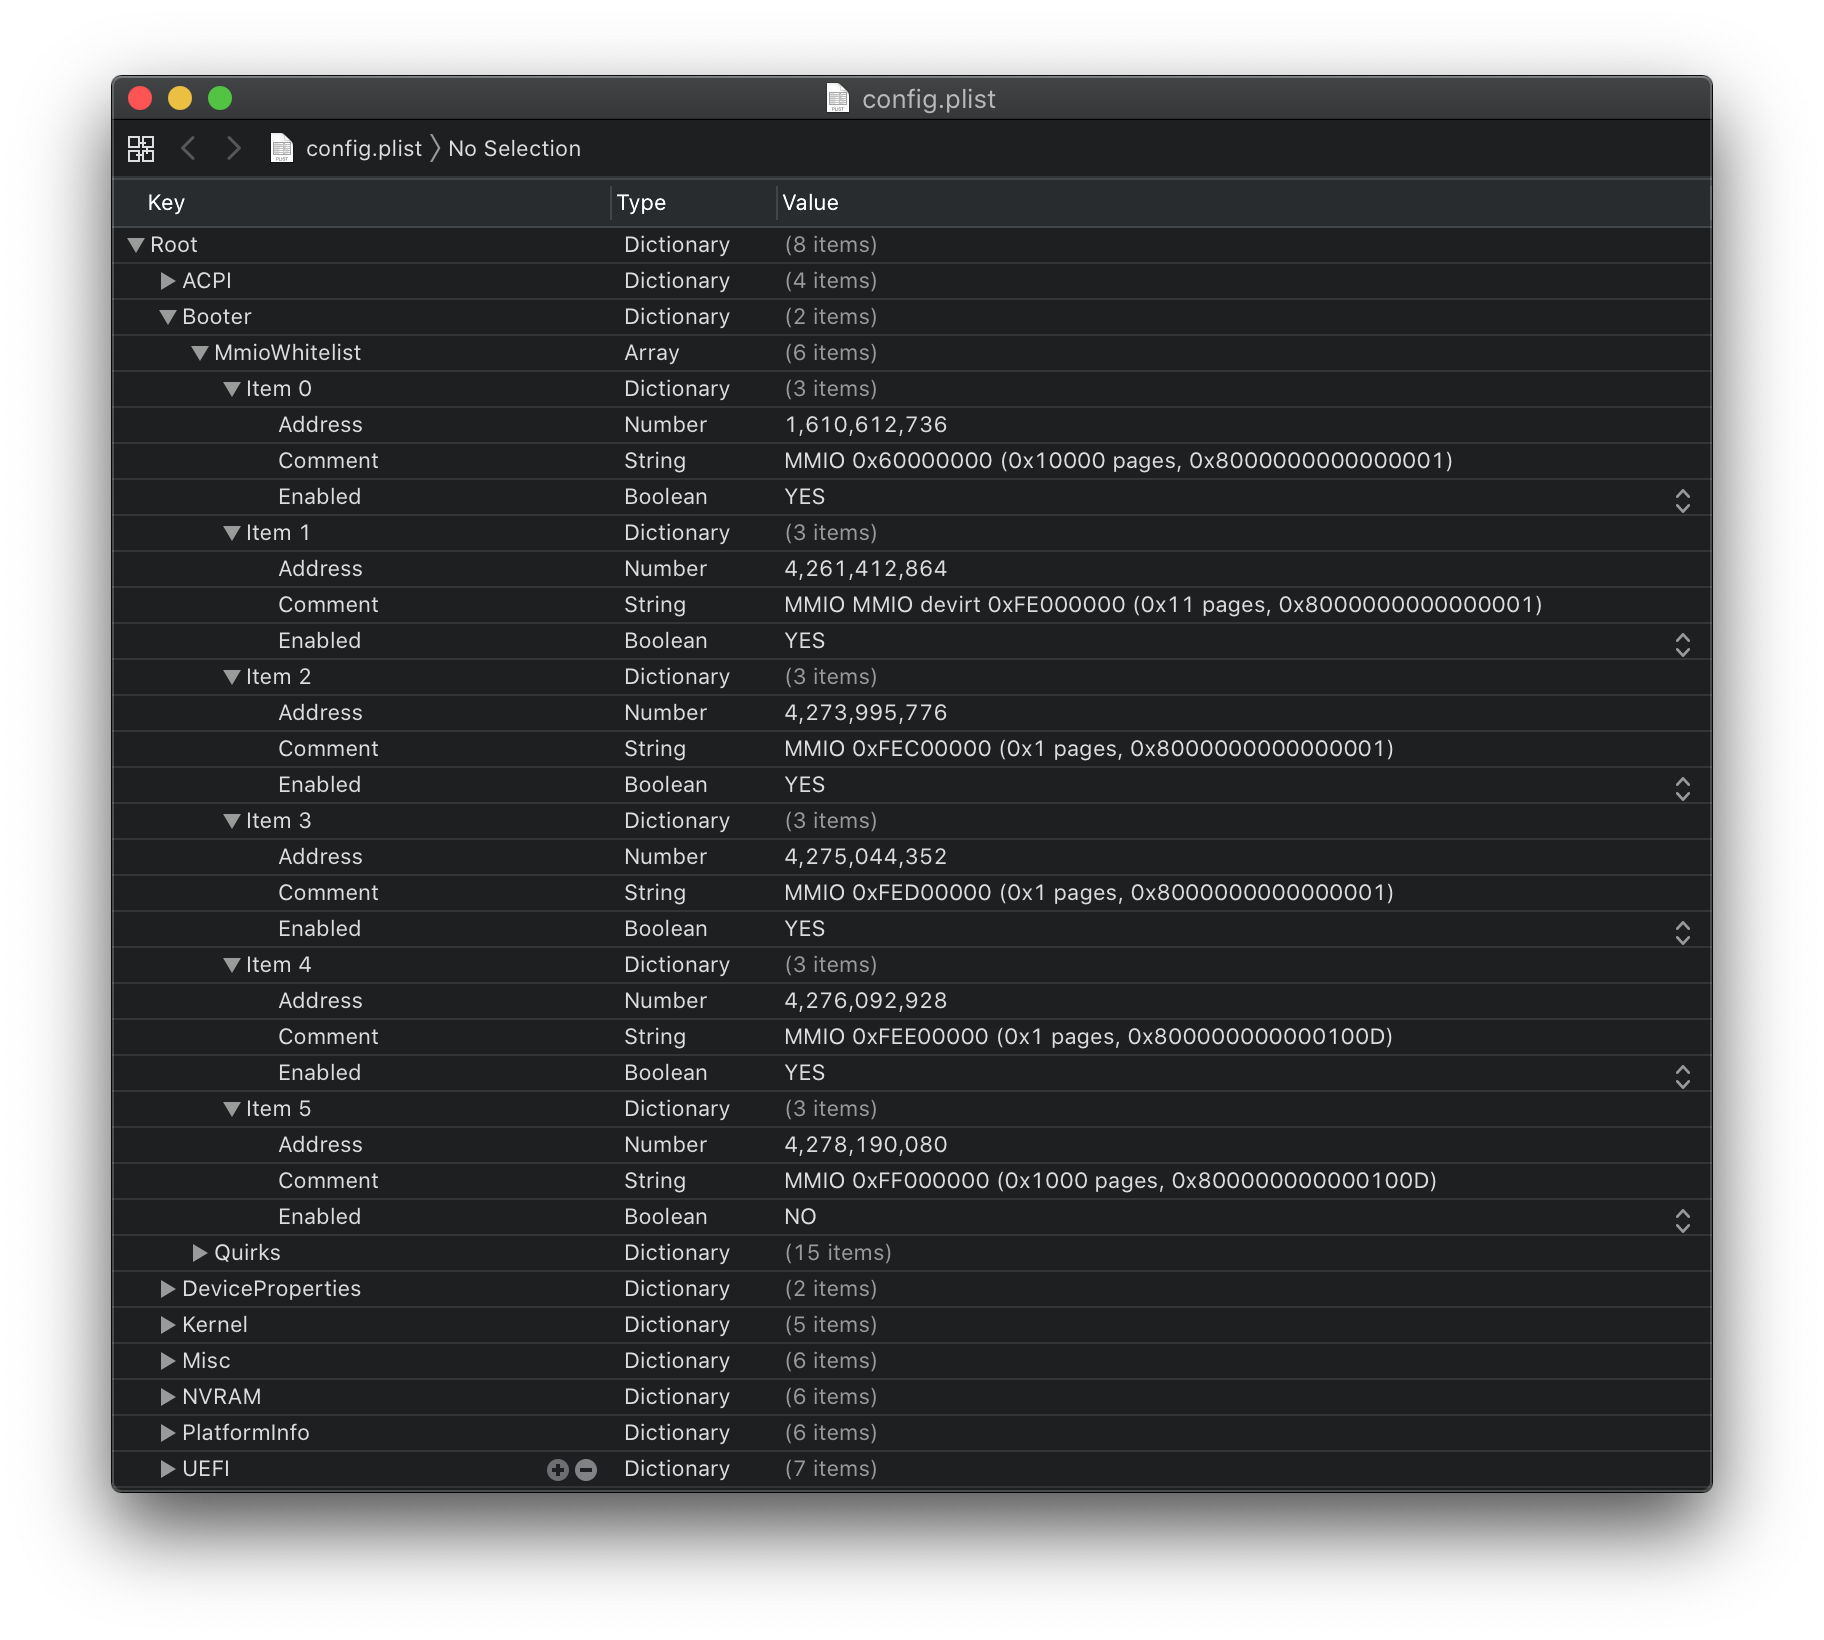 config.plist
config.plist 〉 No Selection
Key Type Value
Root Dictionary (8 items)
ACPI Dictionary (4 items)
Booter Dictionary (2 items)
MmioWhitelist Array (6 items)
Item 0 Dictionary (3 items)
Address Number 1,610,612,736
Comment String MMIO 0x60000000 (0x10000 pages, 0x8000000000000001)
Enabled Boolean YES
Item 1 Dictionary (3 items)
Address Number 4,261,412,864
Comment String MMIO MMIO devirt 0xFE000000 (0x11 pages, 0x8000000000000001)
Enabled Boolean YES
Item 2 Dictionary (3 items)
Address Number 4,273,995,776
Comment String MMIO 0xFEC00000 (0x1 pages, 0x8000000000000001)
Enabled Boolean YES
Item 3 Dictionary (3 items)
Address Number 4,275,044,352
Comment String MMIO 0xFED00000 (0x1 pages, 0x8000000000000001)
Enabled Boolean YES
Item 4 Dictionary (3 items)
Address Number 4,276,092,928
Comment String MMIO 0xFEE00000 (0x1 pages, 0x800000000000100D)
Enabled Boolean YES
Item 5 Dictionary (3 items)
Address Number 4,278,190,080
Comment String MMIO 0xFF000000 (0x1000 pages, 0x800000000000100D)
Enabled Boolean NO
Quirks Dictionary (15 items)
DeviceProperties Dictionary (2 items)
Kernel Dictionary (5 items)
Misc Dictionary (6 items)
NVRAM Dictionary (6 items)
PlatformInfo Dictionary (6 items)
UEFI Dictionary (7 items)